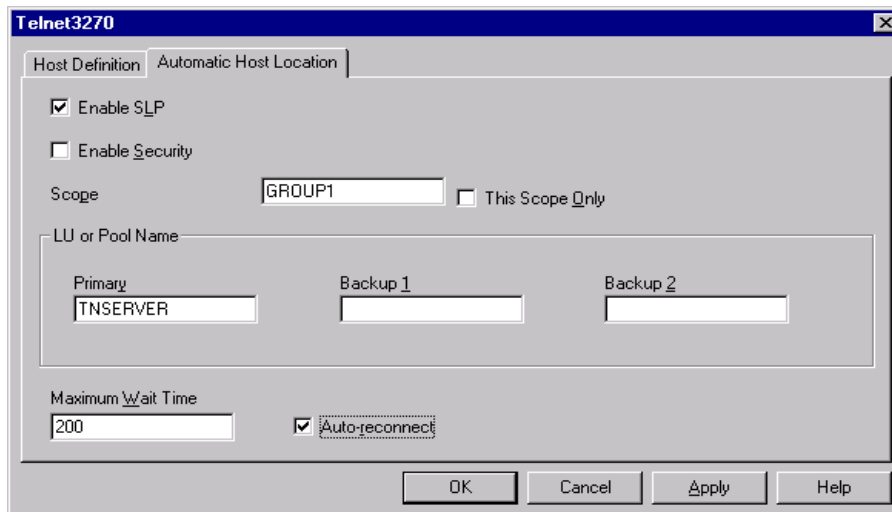 Telnet3270
Host Definition Automatic Host Location
Enable SLP
Enable Security
Scope GROUP1 This Scope Only
LU or Pool Name
Primary Backup 1 Backup 2
TNSERVER
Maximum Wait Time
200 Auto-reconnect
OK Cancel Apply Help